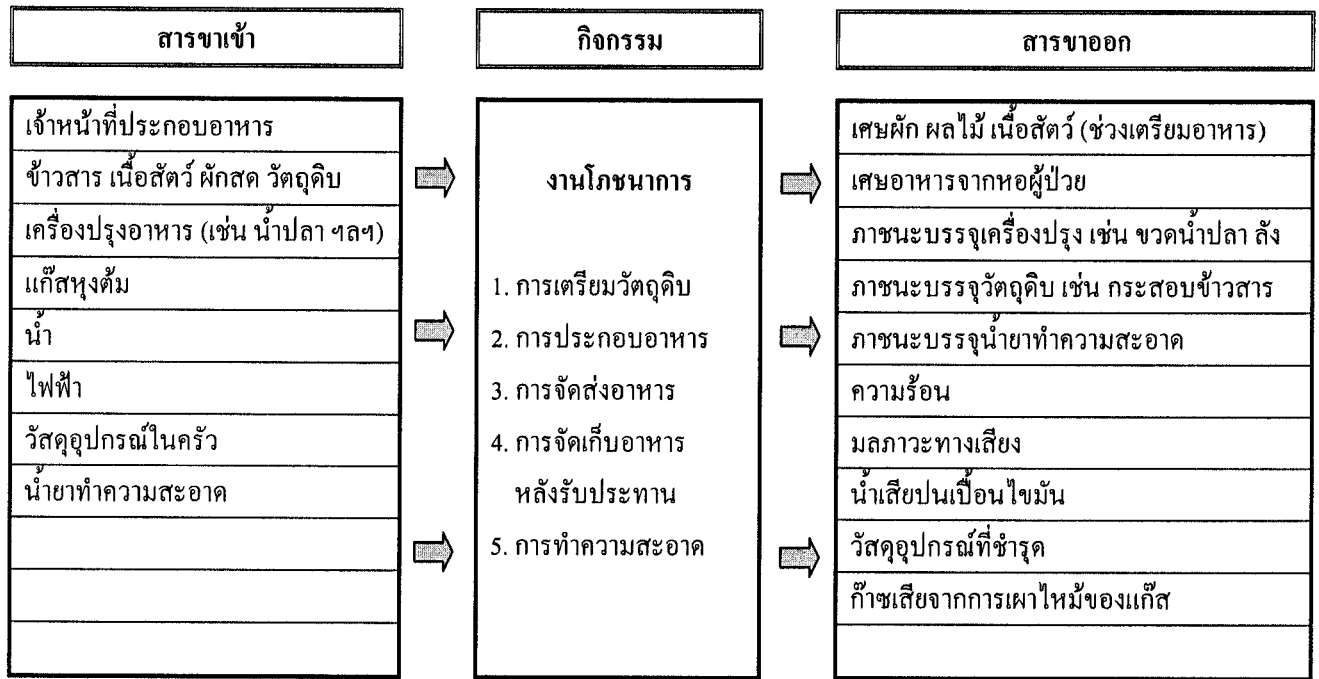 สารขาเข้า
กิจกรรม
สารขาออก
เจ้าหน้าที่ประกอบอาหาร
ข้าวสาร เนื้อสัตว์ ผักสด วัตถุดิบ
เครื่องปรุงอาหาร (เช่น น้ำปลา ฯลฯ)
แก๊สหุงต้ม
น้ำ
ไฟฟ้า
วัสดุอุปกรณ์ในครัว
น้ำยาทำความสะอาด
งานโภชนาการ
1. การเตรียมวัตถุดิบ
2. การประกอบอาหาร
3. การจัดส่งอาหาร
4. การจัดเก็บอาหาร
หลังรับประทาน
5. การทำความสะอาด
เศษผัก ผลไม้ เนื้อสัตว์ (ช่วงเตรียมอาหาร)
เศษอาหารจากหอผู้ป่วย
ภาชนะบรรจุเครื่องปรุง เช่น ขวดน้ำปลา ลัง
ภาชนะบรรจุวัตถุดิบ เช่น กระสอบข้าวสาร
ภาชนะบรรจุน้ำยาทำความสะอาด
ความร้อน
มลภาวะทางเสียง
น้ำเสียปนเปื้อนไขมัน
วัสดุอุปกรณ์ที่ชำรุด
ก๊าซเสียจากการเผาไหม้ของแก๊ส